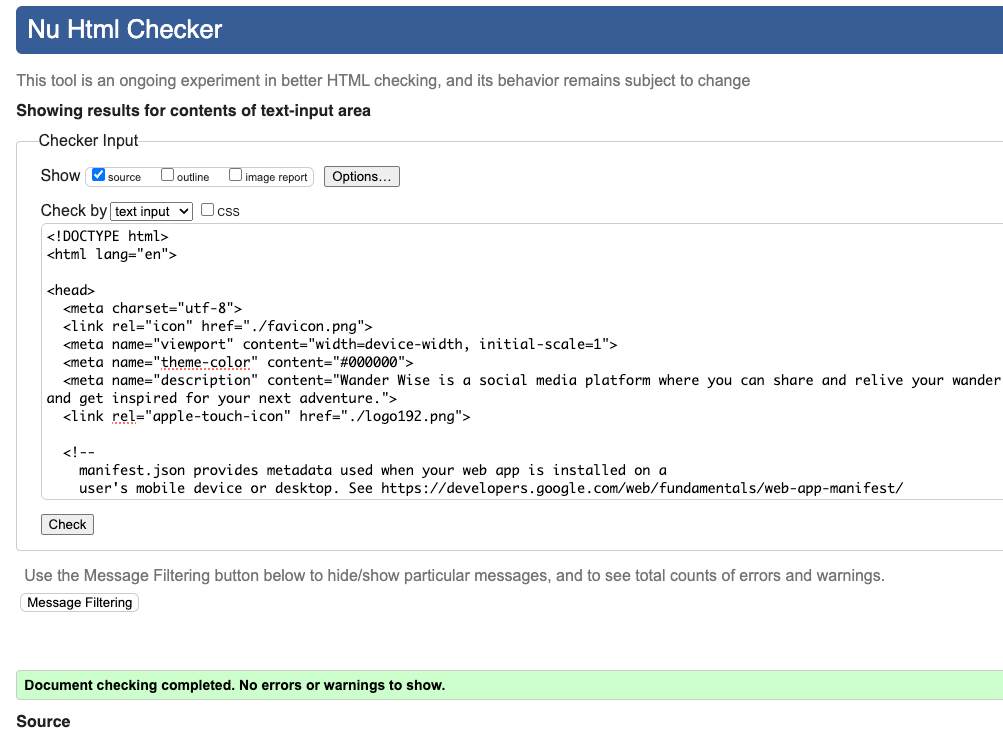 Nu Html Checker
This tool is an ongoing experiment in better HTML checking, and its behavior remains subject to change
Showing results for contents of text-input area
Checker Input
Show source outline image report Options...
Check by text input CSS
<!DOCTYPE html>
<html lang="en">
<head>
<meta charset="utf-8">
<link rel="icon" href="./favicon.png">
<meta name="viewport" content="width=device-width, initial-scale=1">
<meta name="theme-color" content="#000000">
<meta name="description" content="Wander Wise is a social media platform where you can share and relive your wander
and get inspired for your next adventure.">
<link rel="apple-touch-icon" href="./logo192.png">
<!--
manifest.json provides metadata used when your web app is installed on a
user's mobile device or desktop. See https://developers.google.com/web/fundamentals/web-app-manifest/
Check
Use the Message Filtering button below to hide/show particular messages, and to see total counts of errors and warnings.
Message Filtering
Document checking completed. No errors or warnings to show.
Source